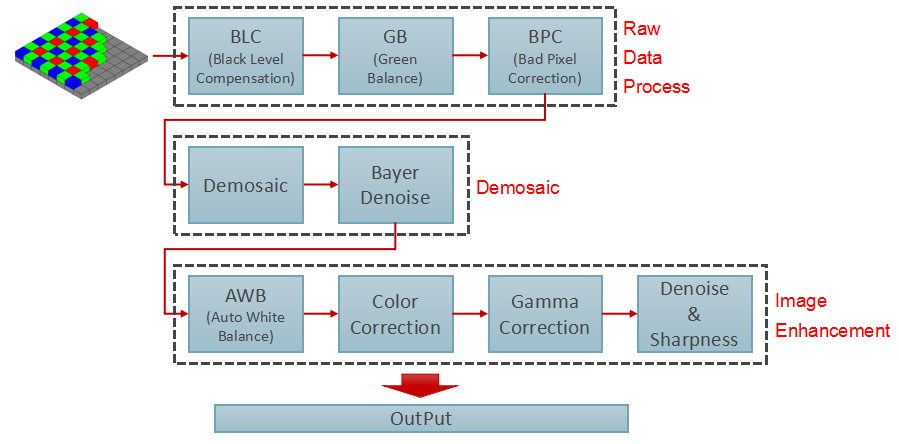 BLC
(Black Level
Compensation)
GB
(Green
Balance)
BPC
(Bad Pixel
Correction)
Raw
Data
Process
Demosaic
Bayer
Denoise
Demosaic
AWB
(Auto White
Balance)
Color
Correction
Gamma
Correction
Denoise
&
Sharpness
Image
Enhancement
OutPut